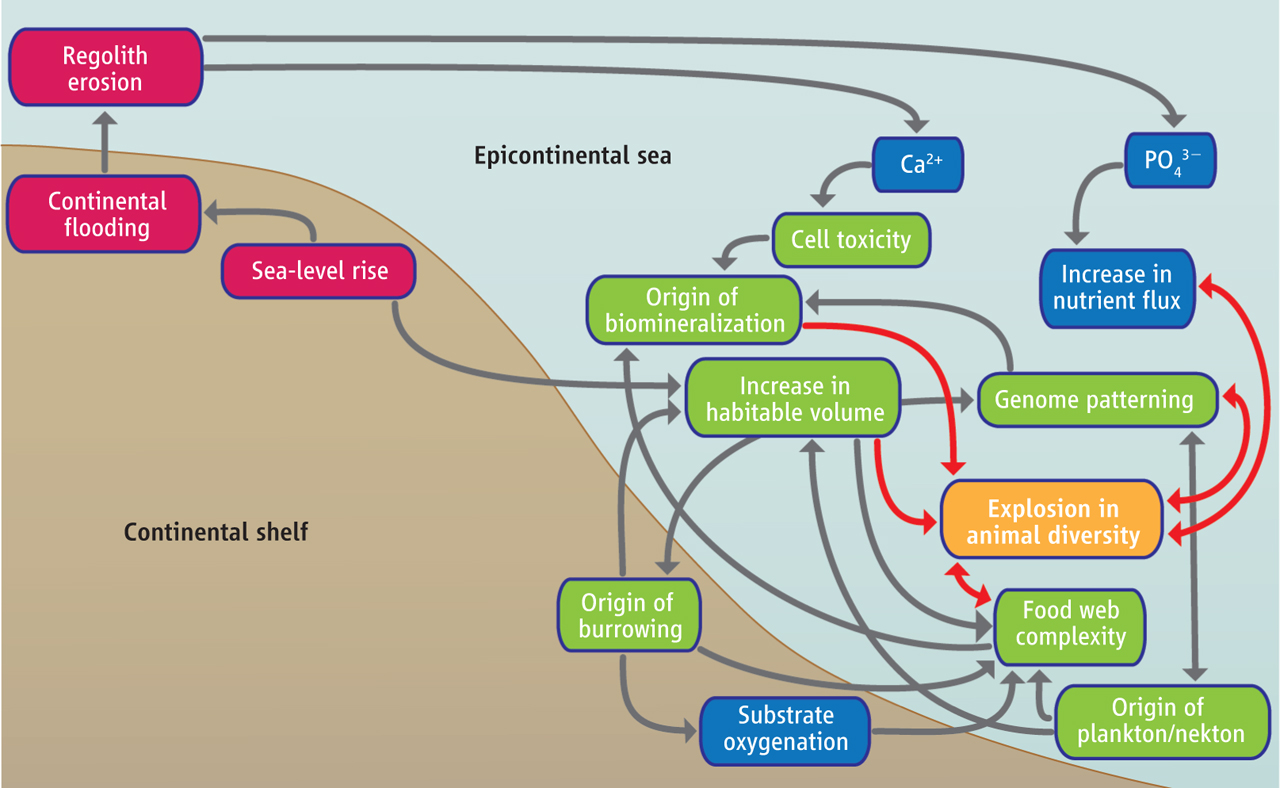 Regolith
erosion
Epicontinental sea
Ca²⁺
PO₄³⁻
Continental
flooding
Sea-level rise
Cell toxicity
Increase in
nutrient flux
Origin of
biomineralization
Increase in
habitable volume
Genome patterning
Continental shelf
Explosion in
animal diversity
Origin of
burrowing
Food web
complexity
Substrate
oxygenation
Origin of
plankton/nekton